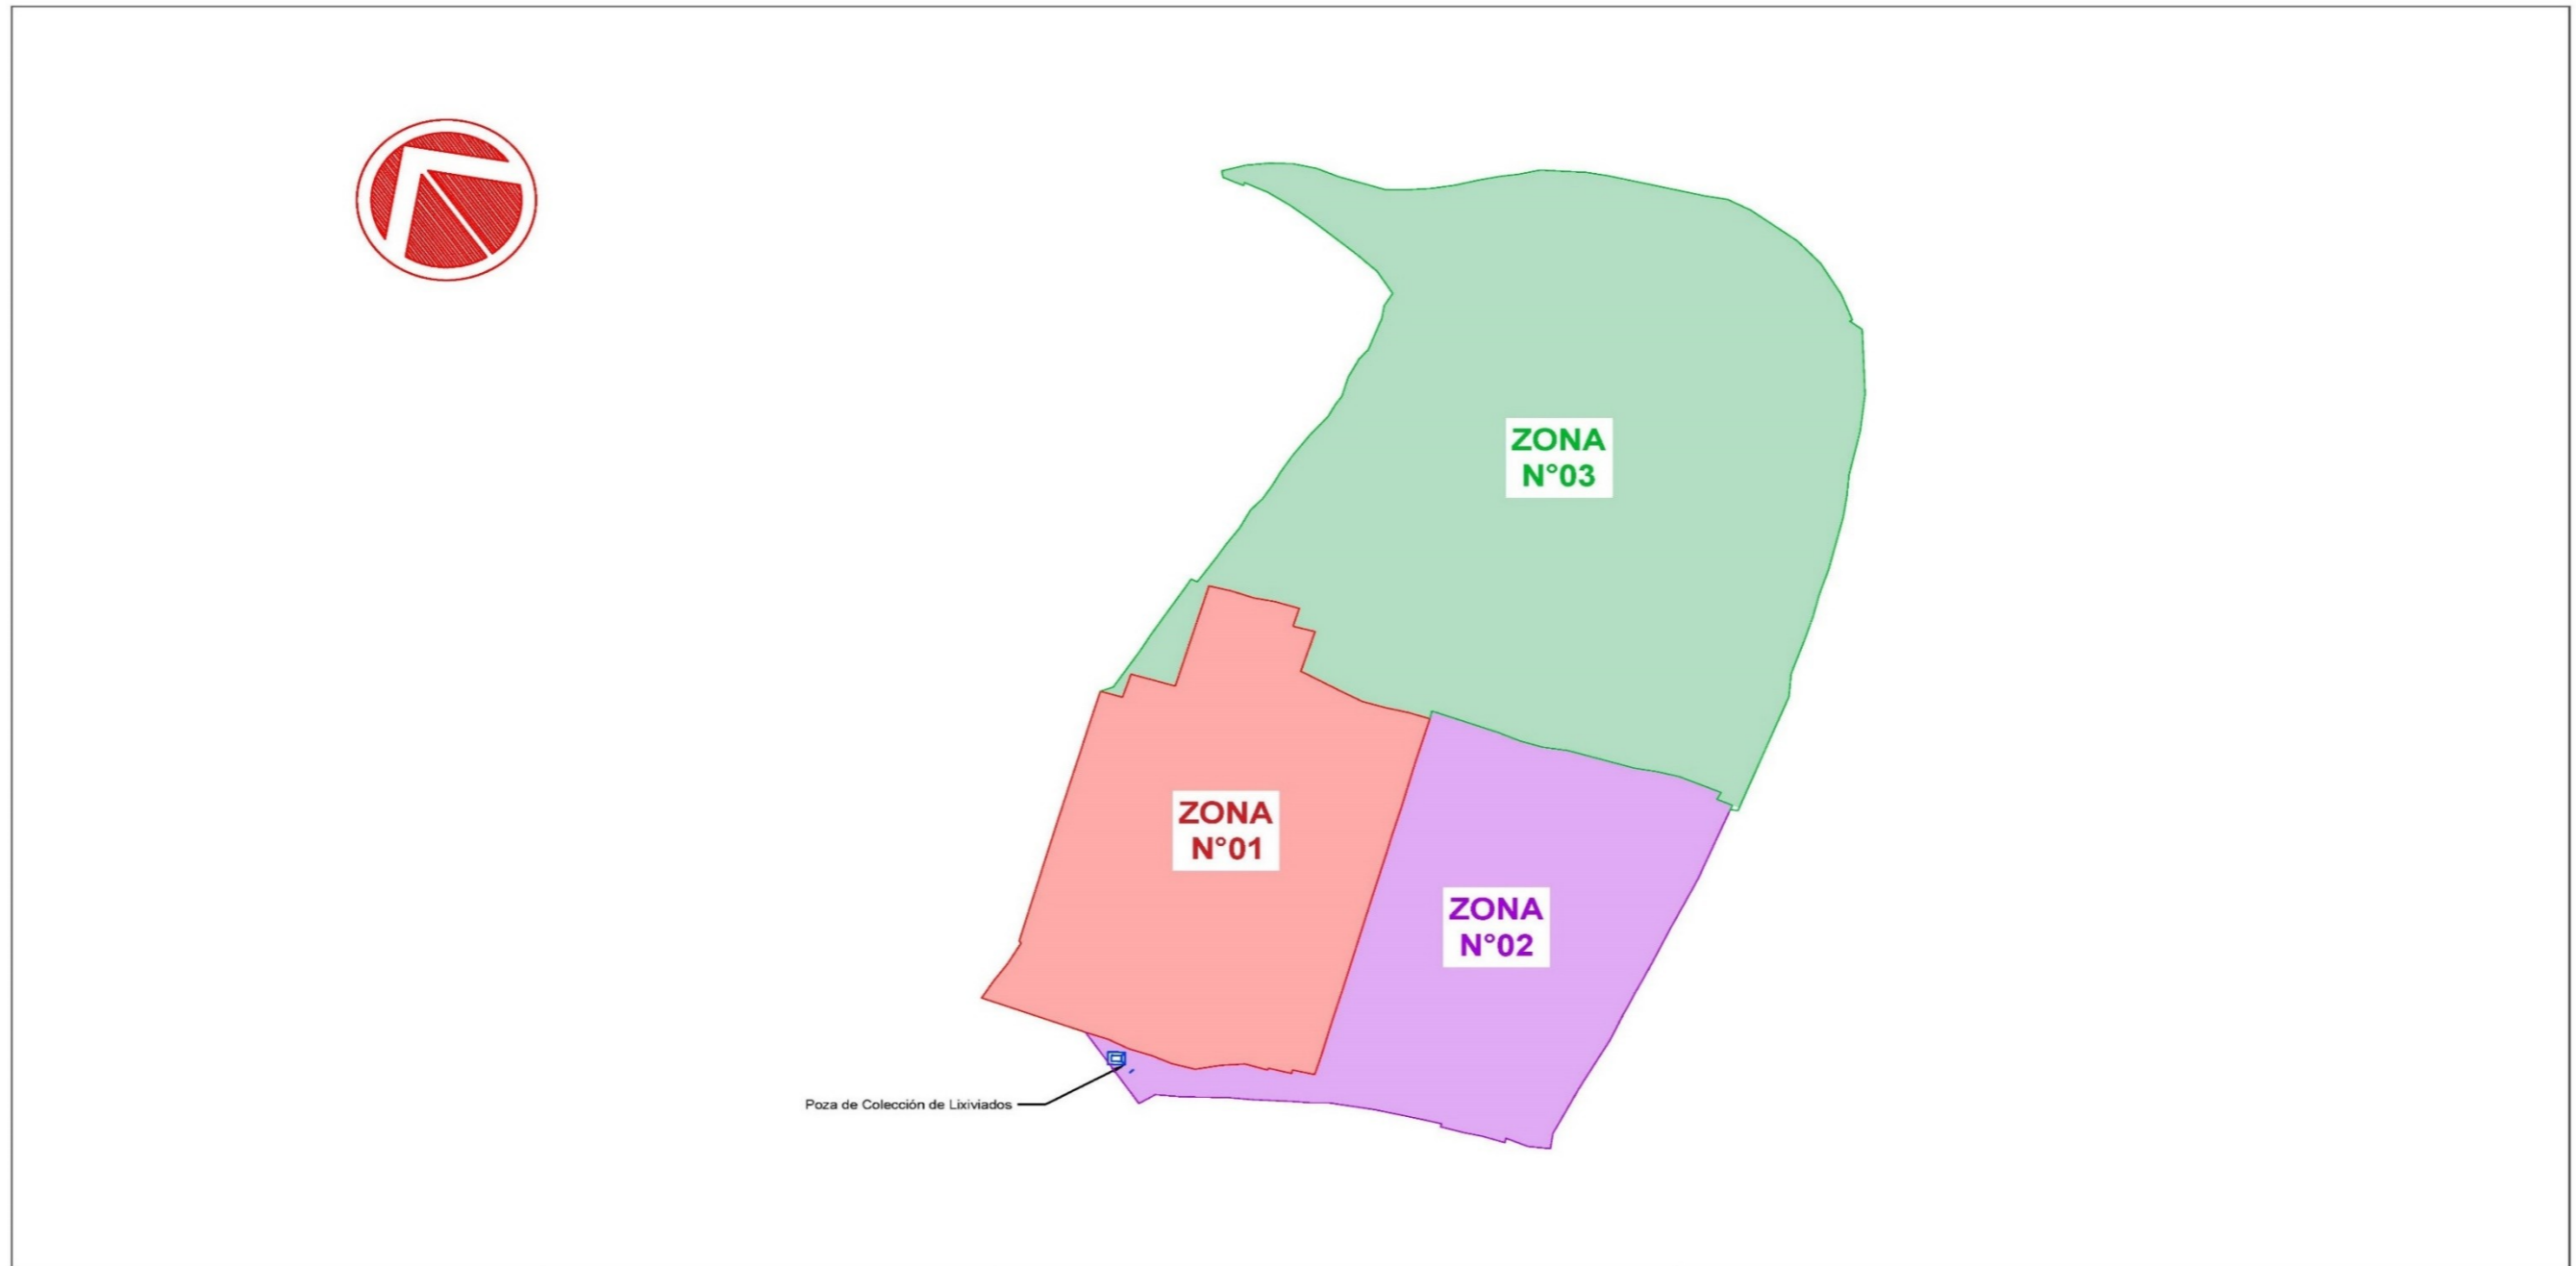 ZONA
N°03
ZONA
N°01
ZONA
N°02
Poza de Colección de Lixiviados